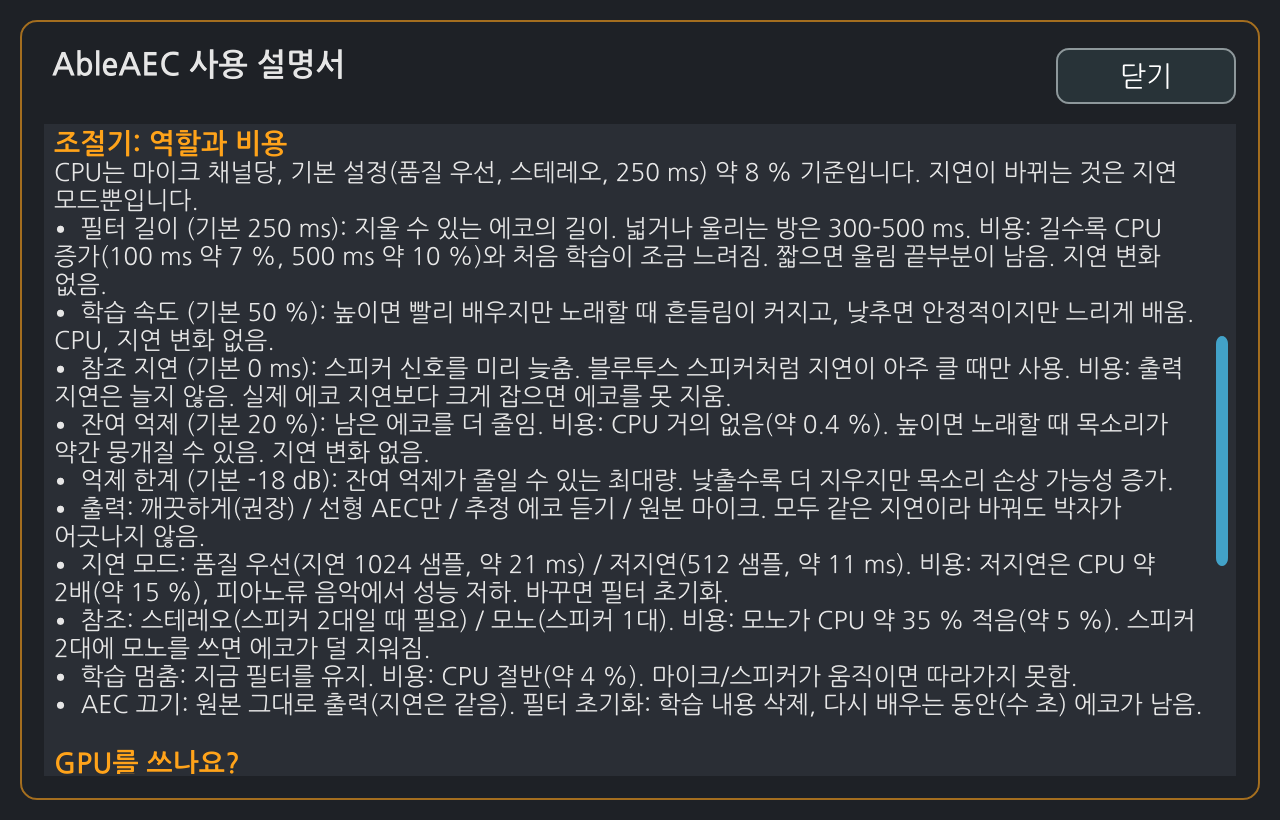 AbleAEC 사용 설명서
닫기
조절기: 역할과 비용
CPU는 마이크 채널당, 기본 설정(품질 우선, 스테레오, 250 ms) 약 8 % 기준입니다. 지연이 바뀌는 것은 지연
모드뿐입니다.
• 필터 길이 (기본 250 ms): 지울 수 있는 에코의 길이. 넓거나 울리는 방은 300-500 ms. 비용: 길수록 CPU
증가(100 ms 약 7 %, 500 ms 약 10 %)와 처음 학습이 조금 느려짐. 짧으면 울림 끝부분이 남음. 지연 변화
없음.
• 학습 속도 (기본 50 %): 높이면 빨리 배우지만 노래할 때 흔들림이 커지고, 낮추면 안정적이지만 느리게 배움.
CPU, 지연 변화 없음.
• 참조 지연 (기본 0 ms): 스피커 신호를 미리 늦춤. 블루투스 스피커처럼 지연이 아주 클 때만 사용. 비용: 출력
지연은 늘지 않음. 실제 에코 지연보다 크게 잡으면 에코를 못 지움.
• 잔여 억제 (기본 20 %): 남은 에코를 더 줄임. 비용: CPU 거의 없음(약 0.4 %). 높이면 노래할 때 목소리가
약간 뭉개질 수 있음. 지연 변화 없음.
• 억제 한계 (기본 -18 dB): 잔여 억제가 줄일 수 있는 최대량. 낮출수록 더 지우지만 목소리 손상 가능성 증가.
• 출력: 깨끗하게(권장) / 선형 AEC만 / 추정 에코 듣기 / 원본 마이크. 모두 같은 지연이라 바꿔도 박자가
어긋나지 않음.
• 지연 모드: 품질 우선(지연 1024 샘플, 약 21 ms) / 저지연(512 샘플, 약 11 ms). 비용: 저지연은 CPU 약
2배(약 15 %), 피아노류 음악에서 성능 저하. 바꾸면 필터 초기화.
• 참조: 스테레오(스피커 2대일 때 필요) / 모노(스피커 1대). 비용: 모노가 CPU 약 35 % 적음(약 5 %). 스피커
2대에 모노를 쓰면 에코가 덜 지워짐.
• 학습 멈춤: 지금 필터를 유지. 비용: CPU 절반(약 4 %). 마이크/스피커가 움직이면 따라가지 못함.
• AEC 끄기: 원본 그대로 출력(지연은 같음). 필터 초기화: 학습 내용 삭제, 다시 배우는 동안(수 초) 에코가 남음.
GPU를 쓰나요?